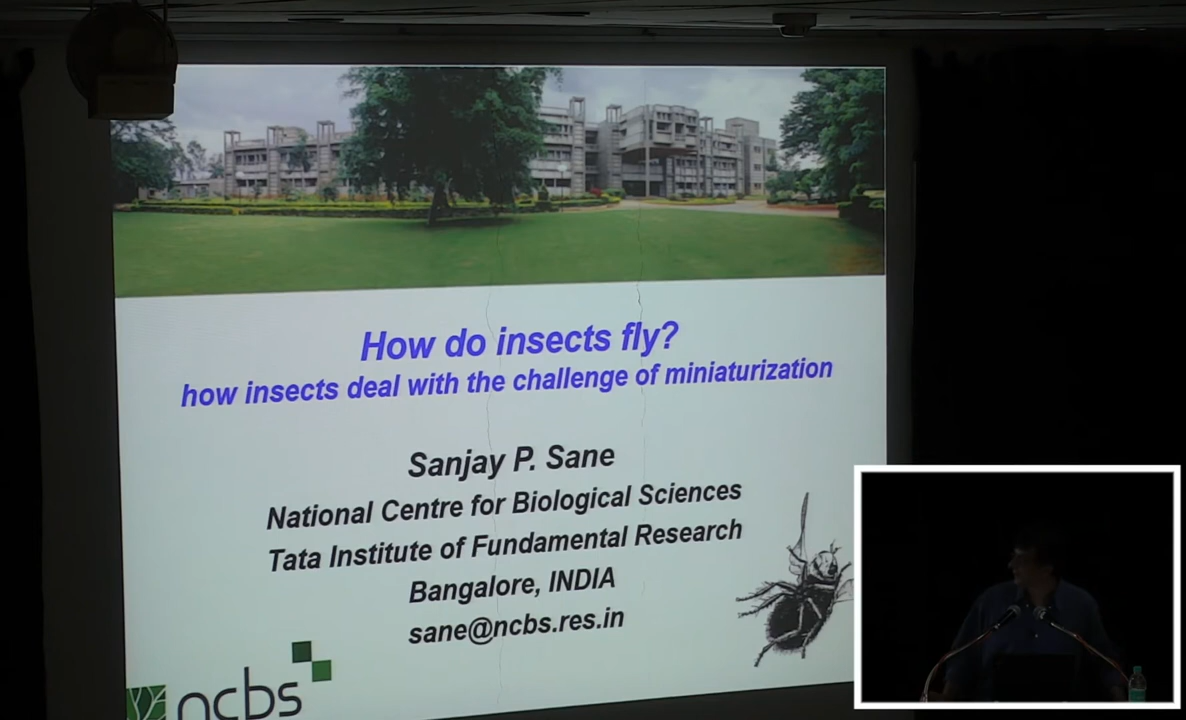 How do insects fly?
how insects deal with the challenge of miniaturization
Sanjay P. Sane
National Centre for Biological Sciences
Tata Institute of Fundamental Research
Bangalore, INDIA
sane@ncbs.res.in
ncbs